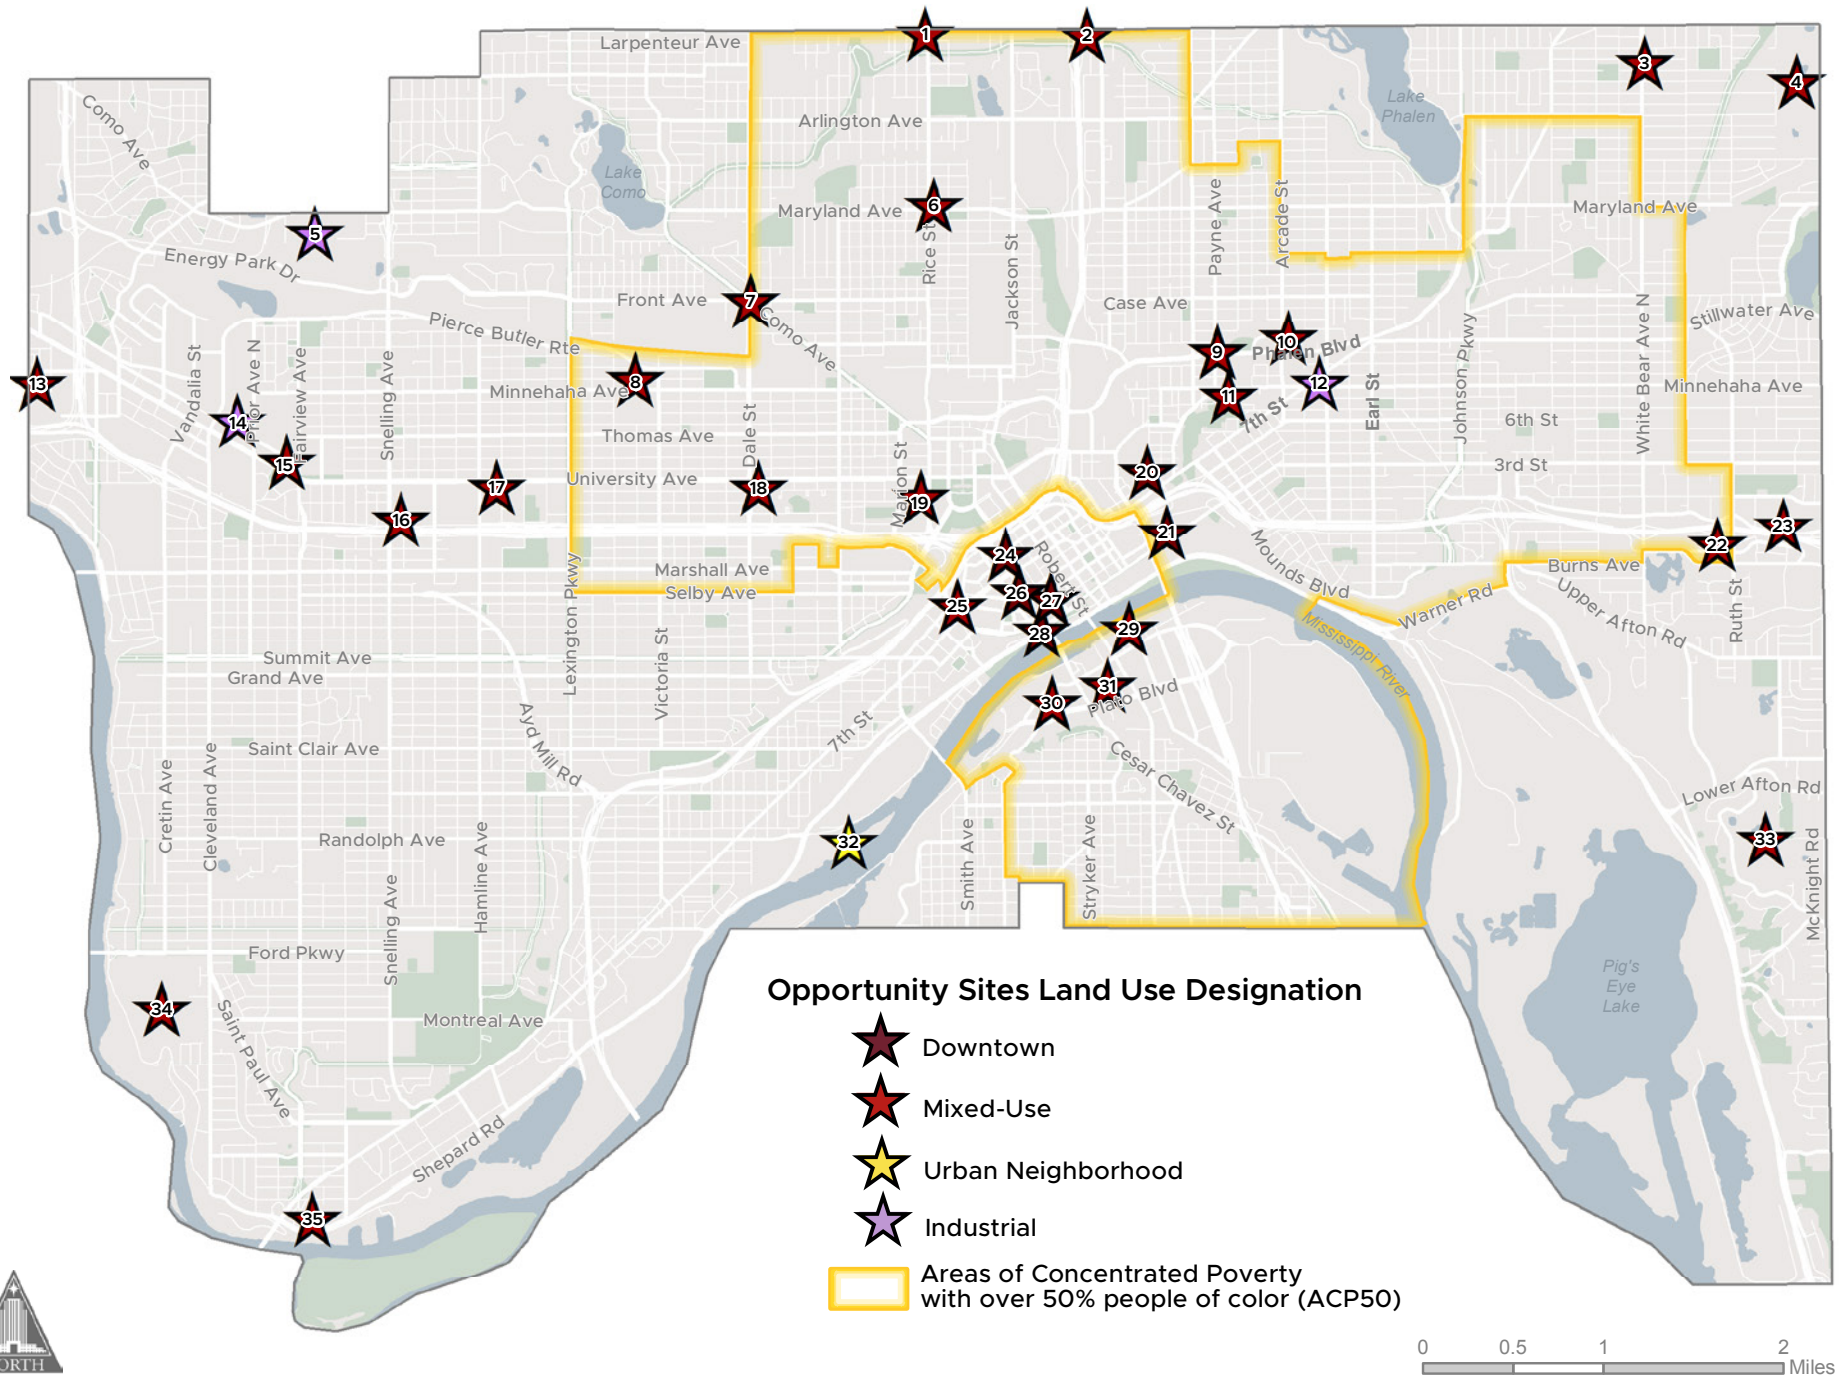 Larpenteur Ave
1
2
3
4
Como Ave
Arlington Ave
Lake
Phalen
Lake
Como
Maryland Ave
6
Rice St
Jackson St
Payne Ave
Arcade St
Maryland Ave
5
Energy Park Dr
Front Ave
7
Como Ave
Case Ave
Stillwater Ave
Pierce Butler Rte
Vandalia St
Prior Ave N
Fairview Ave
Snelling Ave
13
Minnehaha Ave
8
9
10
Phalen Blvd
11
12
7th St
Earl St
Johnson Pkwy
White Bear Ave N
Minnehaha Ave
14
15
Thomas Ave
Dale St
6th St
3rd St
16
17
University Ave
18
Marion St
19
20
21
22
23
Lexington Pkwy
Marshall Ave
Selby Ave
24
Robert St
25
26
27
28
29
Mounds Blvd
Burns Ave
Warner Rd
Upper Afton Rd
Ruth St
Mississippi River
Summit Ave
Grand Ave
Victoria St
30
31
Plato Blvd
Ayd Mill Rd
7th St
Saint Clair Ave
Cretin Ave
Cleveland Ave
Cesar Chavez St
Lower Afton Rd
Randolph Ave
Hamline Ave
32
Smith Ave
Stryker Ave
33
McKnight Rd
Snelling Ave
Ford Pkwy
Pig's
Eye
Lake
34
Saint Paul Ave
Montreal Ave
Shepard Rd
35
Opportunity Sites Land Use Designation
Downtown
Mixed-Use
Urban Neighborhood
Industrial
Areas of Concentrated Poverty
with over 50% people of color (ACP50)
0 0.5 1 2
Miles